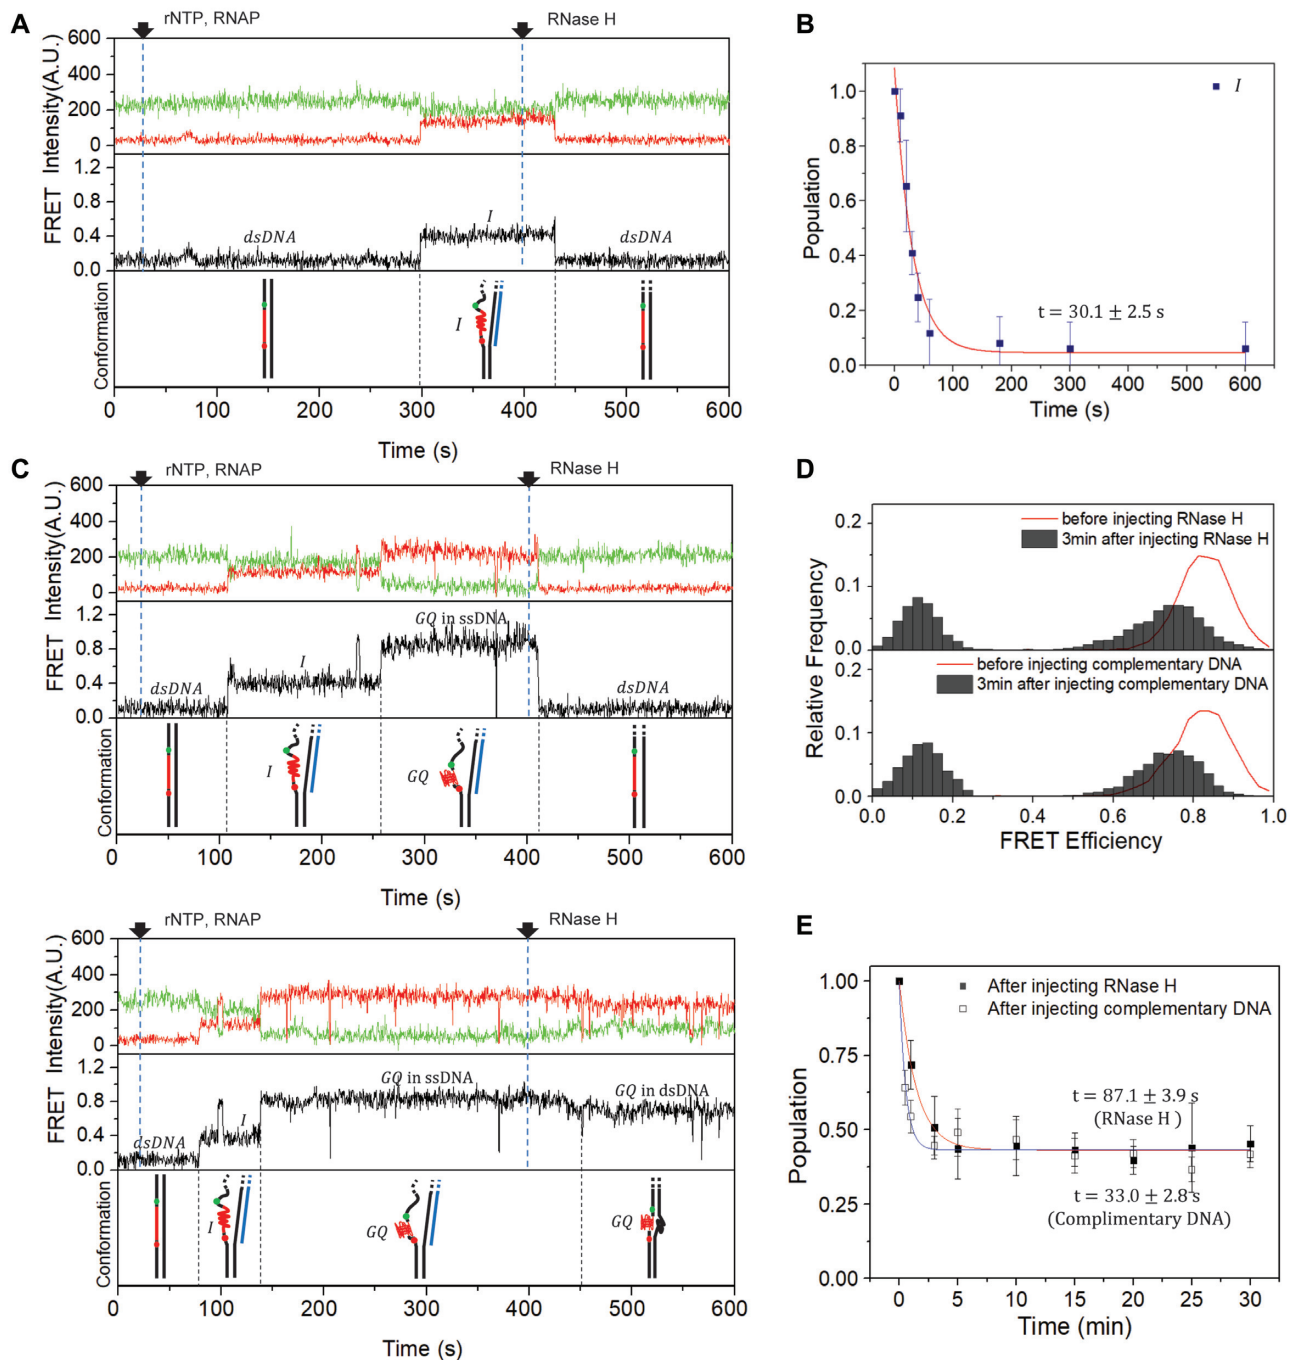 A
rNTP, RNAP
RNase H
Intensity(A.U.)
600
400
200
0
FRET
1.2
0.8
0.4
0.0
dsDNA
I
dsDNA
Conformation
I
0 100 200 300 400 500 600
Time (s)
B
Population
1.0
0.8
0.6
0.4
0.2
0.0
I
t = 30.1 ± 2.5 s
0 100 200 300 400 500 600
Time (s)
C
rNTP, RNAP
RNase H
Intensity(A.U.)
600
400
200
0
FRET
1.2
0.8
0.4
0.0
dsDNA
I
GQ in ssDNA
dsDNA
Conformation
I
GQ
0 100 200 300 400 500 600
Time (s)
D
Relative Frequency
0.2
0.1
0.0
before injecting RNase H
3min after injecting RNase H
0.2
0.1
0.0
before injecting complementary DNA
3min after injecting complementary DNA
0.0 0.2 0.4 0.6 0.8 1.0
FRET Efficiency
rNTP, RNAP
RNase H
Intensity(A.U.)
600
400
200
0
FRET
1.2
0.8
0.4
0.0
dsDNA
I
GQ in ssDNA
GQ in dsDNA
Conformation
I
GQ
GQ
0 100 200 300 400 500 600
Time (s)
E
Population
1.00
0.75
0.50
0.25
0.00
After injecting RNase H
After injecting complementary DNA
t = 87.1 ± 3.9 s
(RNase H )
t = 33.0 ± 2.8 s
(Complimentary DNA)
0 5 10 15 20 25 30
Time (min)